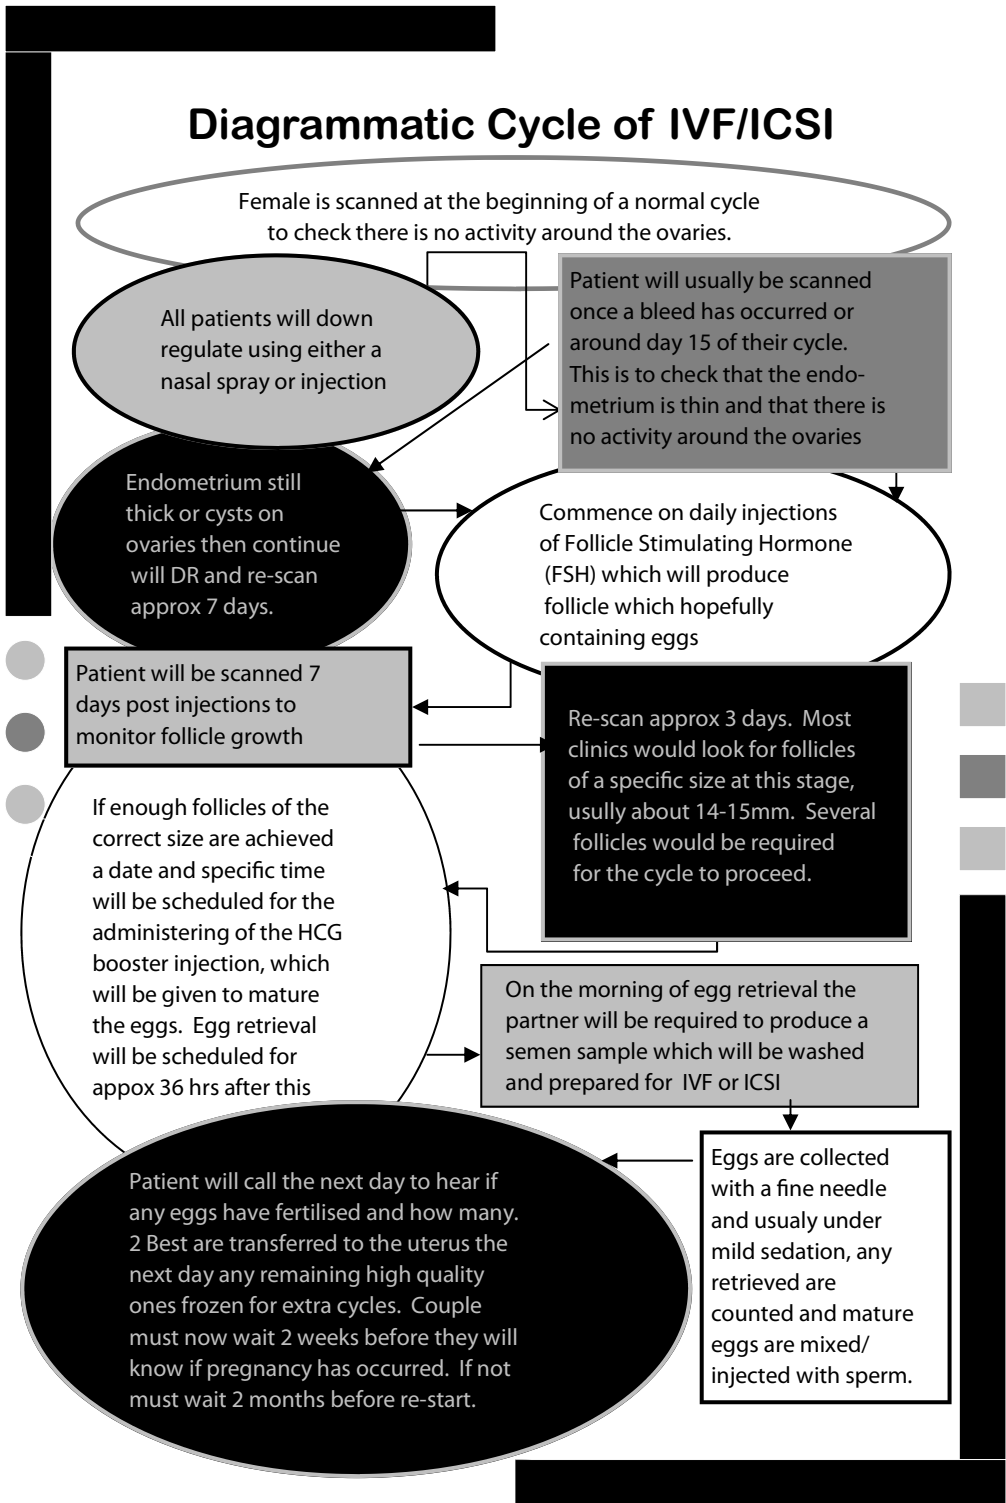 Diagrammatic Cycle of IVF/ICSI
Female is scanned at the beginning of a normal cycle
to check there is no activity around the ovaries.
All patients will down
regulate using either a
nasal spray or injection
Patient will usually be scanned
once a bleed has occurred or
around day 15 of their cycle.
This is to check that the endo-
metrium is thin and that there is
no activity around the ovaries
Endometrium still
thick or cysts on
ovaries then continue
will DR and re-scan
approx 7 days.
Commence on daily injections
of Follicle Stimulating Hormone
(FSH) which will produce
follicle which hopefully
containing eggs
Patient will be scanned 7
days post injections to
monitor follicle growth
Re-scan approx 3 days. Most
clinics would look for follicles
of a specific size at this stage,
usully about 14-15mm. Several
follicles would be required
for the cycle to proceed.
If enough follicles of the
correct size are achieved
a date and specific time
will be scheduled for the
administering of the HCG
booster injection, which
will be given to mature
the eggs. Egg retrieval
will be scheduled for
appox 36 hrs after this
On the morning of egg retrieval the
partner will be required to produce a
semen sample which will be washed
and prepared for IVF or ICSI
Eggs are collected
with a fine needle
and usualy under
mild sedation, any
retrieved are
counted and mature
eggs are mixed/
injected with sperm.
Patient will call the next day to hear if
any eggs have fertilised and how many.
2 Best are transferred to the uterus the
next day any remaining high quality
ones frozen for extra cycles. Couple
must now wait 2 weeks before they will
know if pregnancy has occurred. If not
must wait 2 months before re-start.